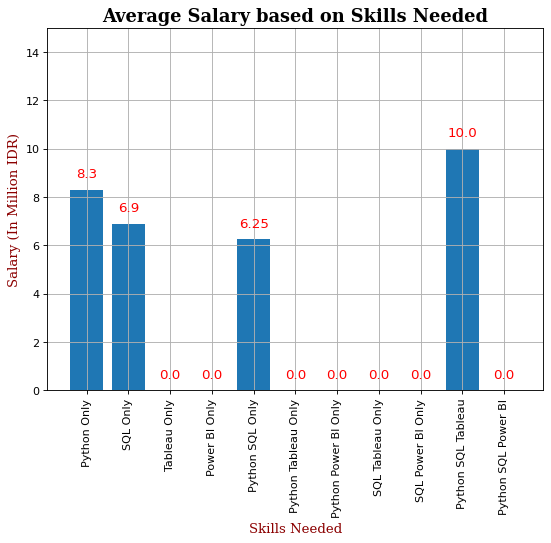 Average Salary based on Skills Needed
Salary (In Million IDR)
14
12
10
8
6
4
2
0
8.3
6.9
0.0
0.0
6.25
0.0
0.0
0.0
0.0
10.0
0.0
Python Only
SQL Only
Tableau Only
Power BI Only
Python SQL Only
Python Tableau Only
Python Power BI Only
SQL Tableau Only
SQL Power BI Only
Python SQL Tableau
Python SQL Power BI
Skills Needed